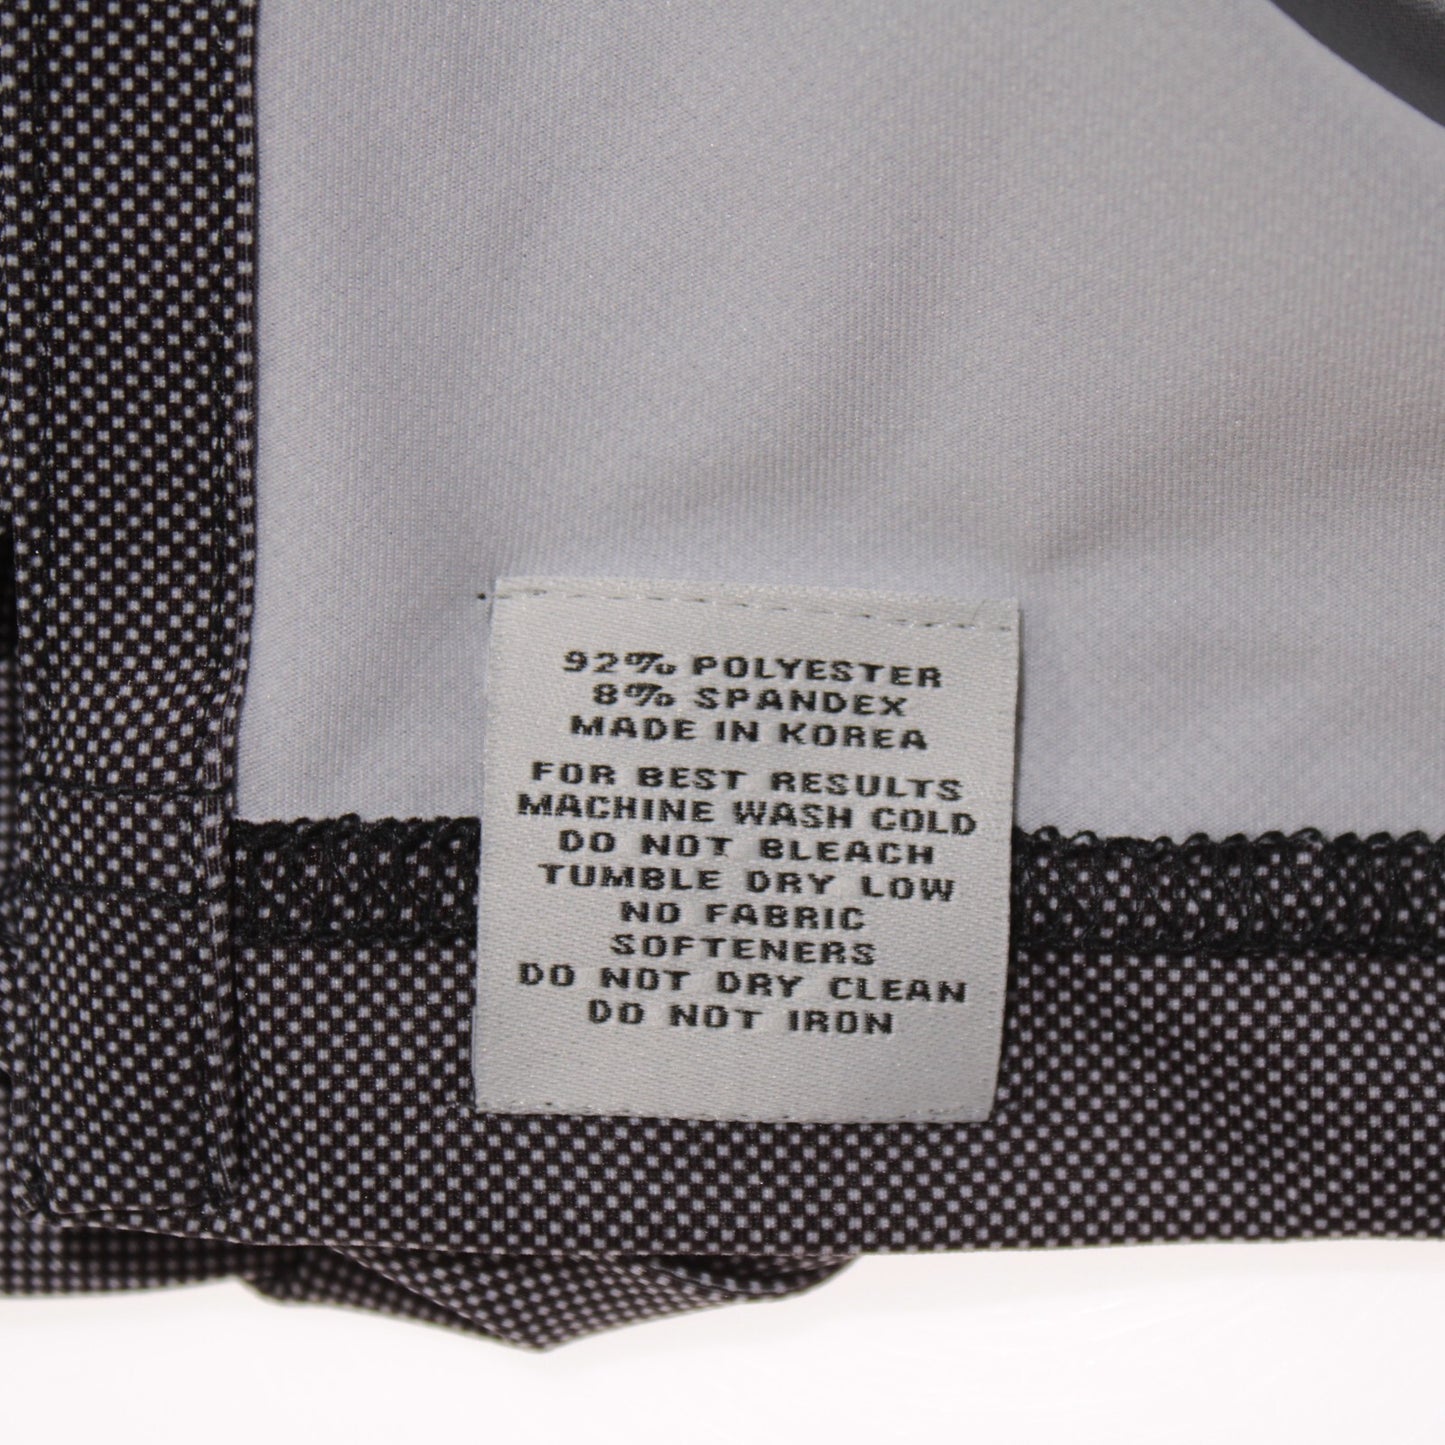 92% POLYESTER
8% SPANDEX
MADE IN KOREA
FOR BEST RESULTS
MACHINE WASH COLD
DO NOT BLEACH
TUMBLE DRY LOW
NO FABRIC
SOFTENERS
DO NOT DRY CLEAN
DO NOT IRON